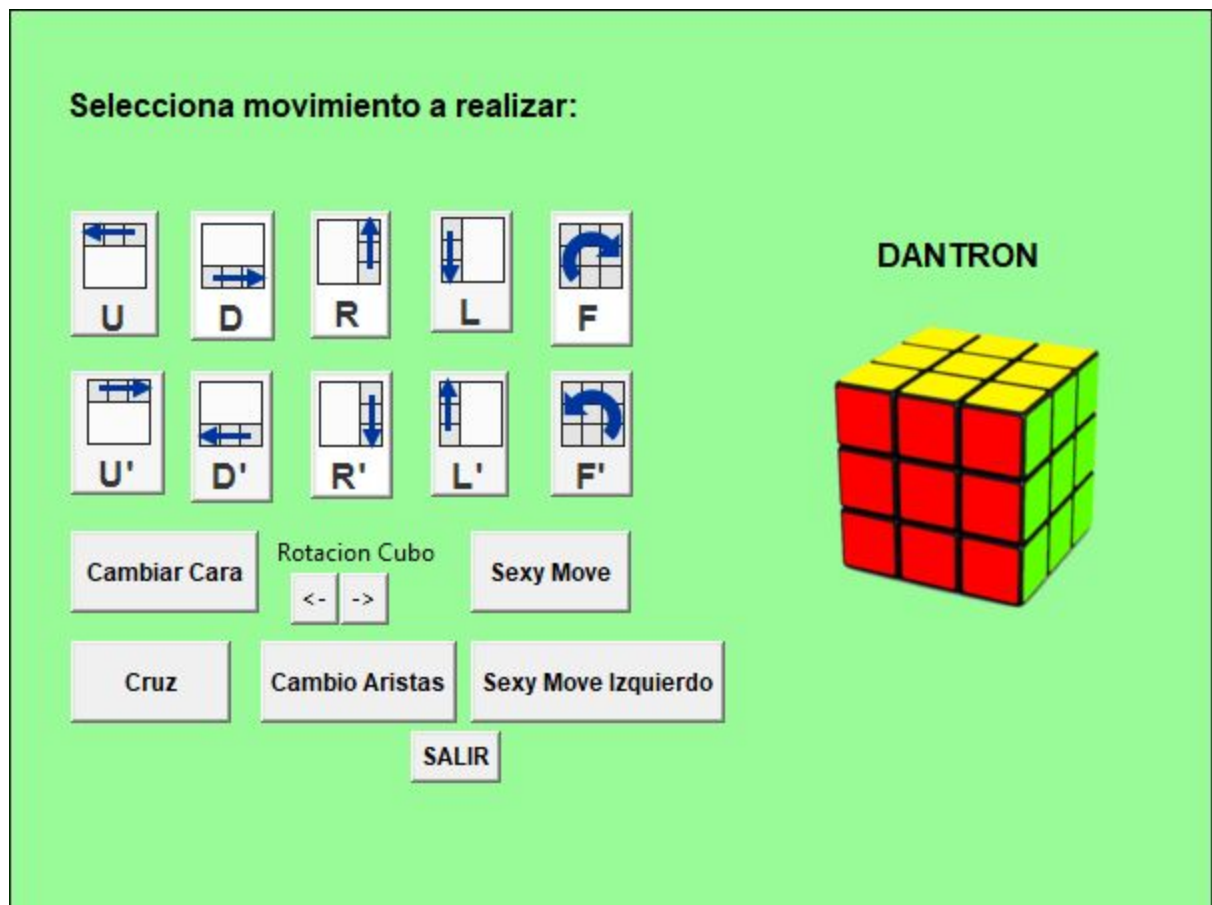 Selecciona movimiento a realizar:
U
D
R
L
F
DANTRON
U'
D'
R'
L'
F'
Cambiar Cara
Rotacion Cubo
<-
->
Sexy Move
Cruz
Cambio Aristas
Sexy Move Izquierdo
SALIR